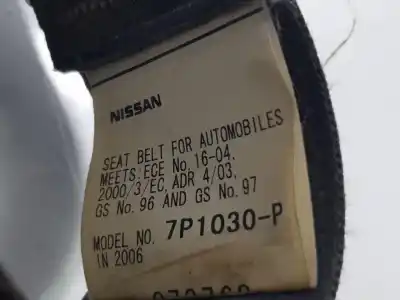 NISSAN
SEAT BELT FOR AUTOMOBILES
MEETS:ECE No. 16-04,
2000/3/EC, ADR 4/03,
GS No. 96 AND GS No. 97
MODEL NO. 7P1030-P
IN 2006